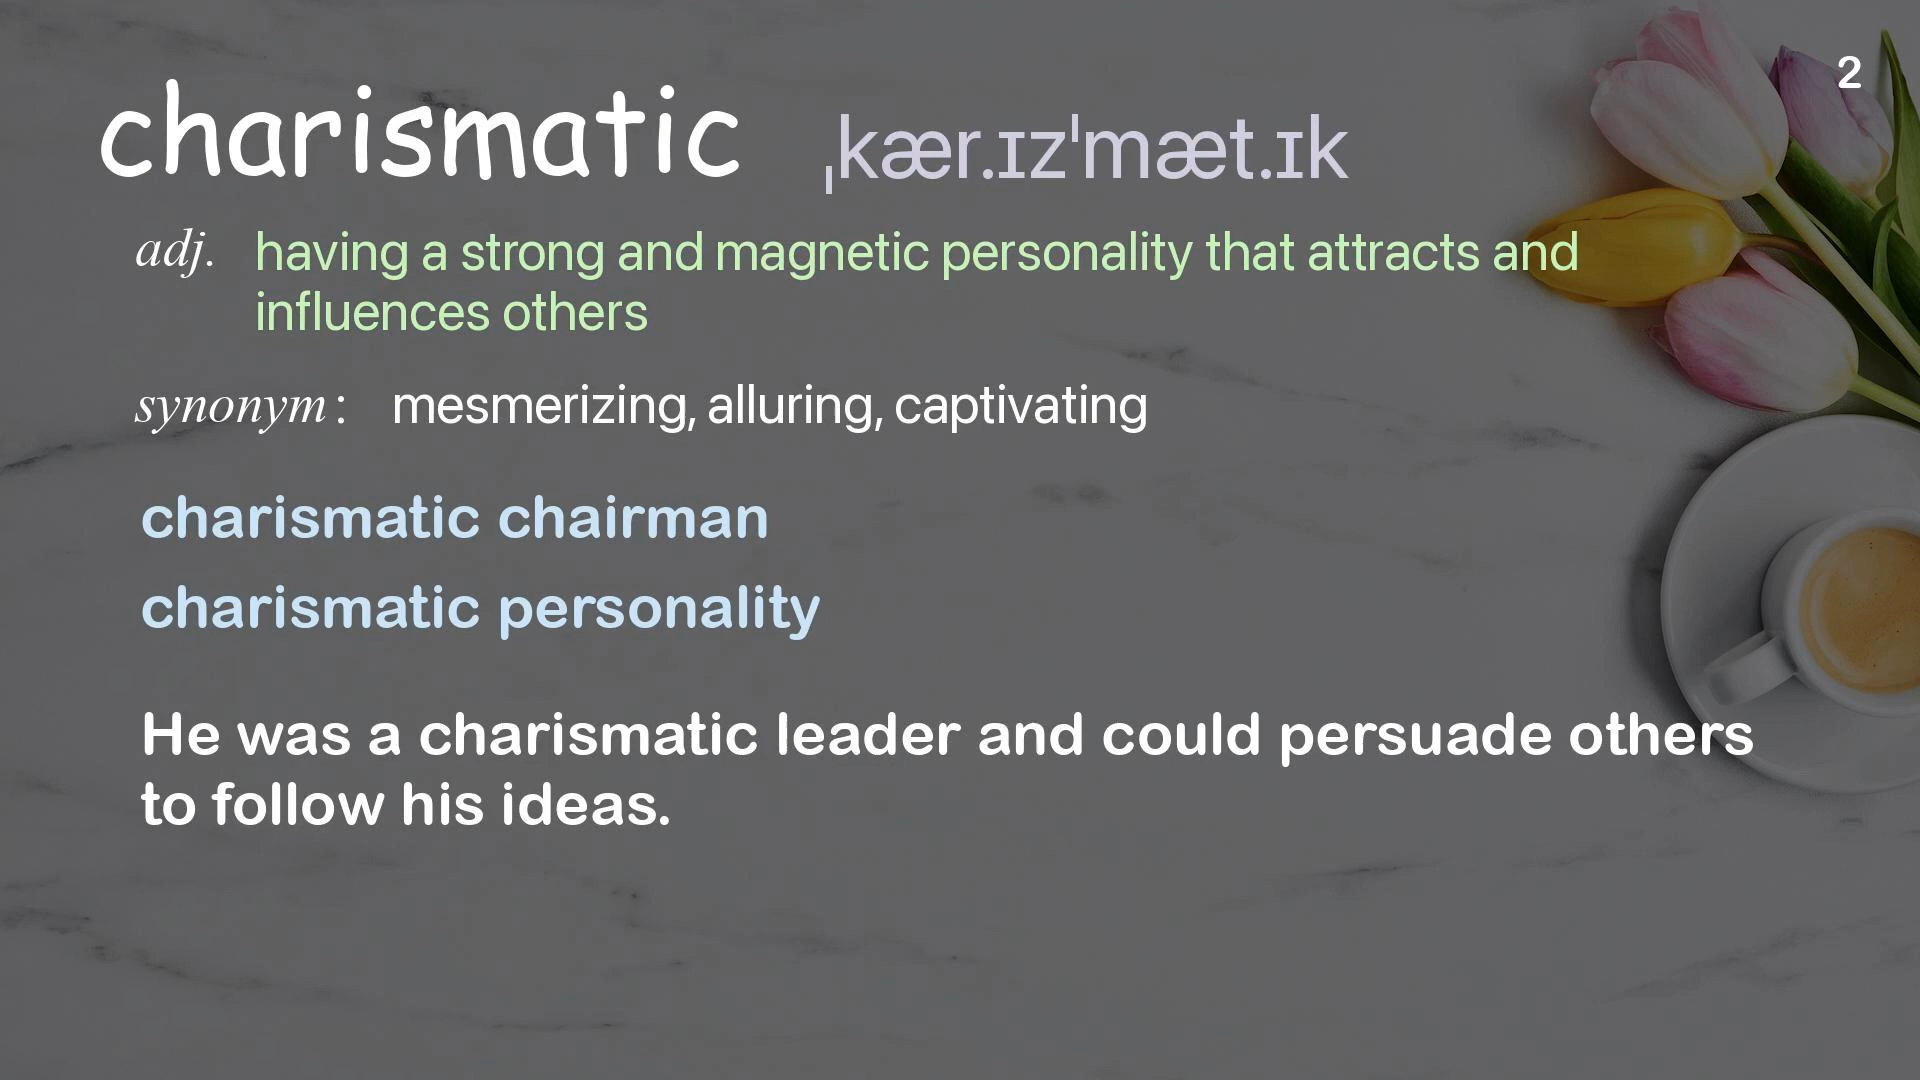 2
charismatic ˌkær.ɪzˈmæt.ɪk
adj. having a strong and magnetic personality that attracts and
influences others
synonym : mesmerizing, alluring, captivating
charismatic chairman
charismatic personality
He was a charismatic leader and could persuade others
to follow his ideas.